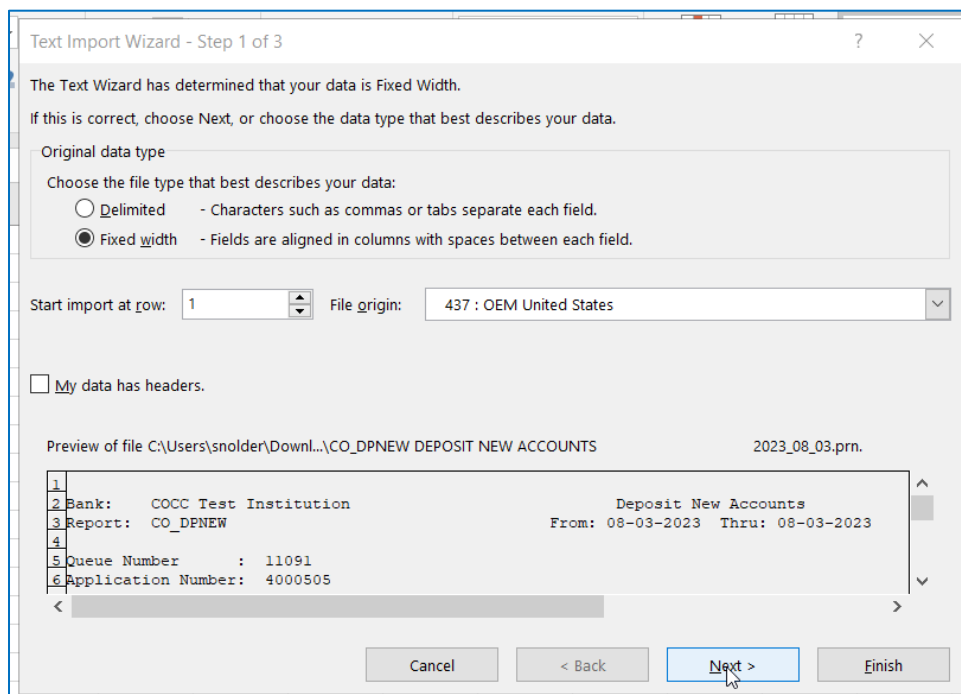 Text Import Wizard - Step 1 of 3 ?
The Text Wizard has determined that your data is Fixed Width.
If this is correct, choose Next, or choose the data type that best describes your data.
Original data type
Choose the file type that best describes your data:
Delimited - Characters such as commas or tabs separate each field.
Fixed width - Fields are aligned in columns with spaces between each field.
Start import at row: 1 File origin: 437 : OEM United States
My data has headers.
Preview of file C:\Users\snolder\Downl...\CO_DPNEW DEPOSIT NEW ACCOUNTS 2023_08_03.prn.
1
2 Bank: COCC Test Institution Deposit New Accounts
3 Report: CO_DPNEW From: 08-03-2023 Thru: 08-03-2023
4
5 Queue Number : 11091
6 Application Number: 4000505
Cancel < Back Next > Finish